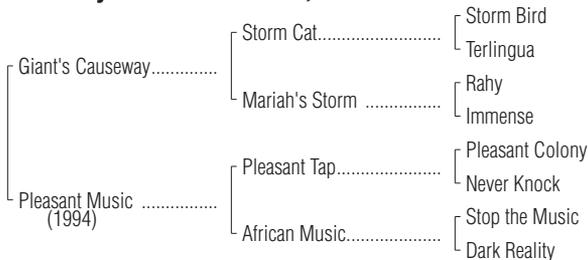 Storm Bird
Storm Cat.............................
Terlingua
Giant's Causeway..............
Rahy
Mariah's Storm .................
Immense
Pleasant Colony
Pleasant Tap........................
Never Knock
Pleasant Music ................
(1994)
Stop the Music
African Music......................
Dark Reality